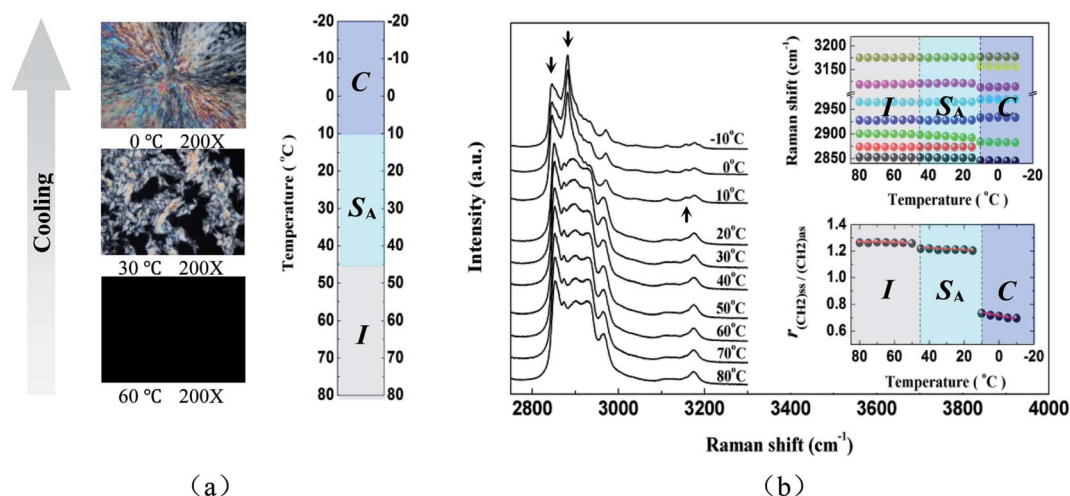 Cooling
0 ℃ 200X
30 ℃ 200X
60 ℃ 200X
Temperature (°C)
-20 -20
-10 -10
0 0
10 10
20 20
30 30
40 40
50 50
60 60
70 70
80 80
C
SA
I
(a)
Intensity (a.u.)
-10°C
0°C
10°C
20°C
30°C
40°C
50°C
60°C
70°C
80°C
2800 3000 3200 3400 3600 3800 4000
Raman shift (cm-1)
Raman shift (cm-1)
3200
3150
2950
2900
2850
I SA C
80 60 40 20 0 -20
Temperature ( °C)
r(CH2)ss / (CH2)as
1.4
1.2
1.0
0.8
0.6
I SA C
80 60 40 20 0 -20
Temperature ( °C)
(b)